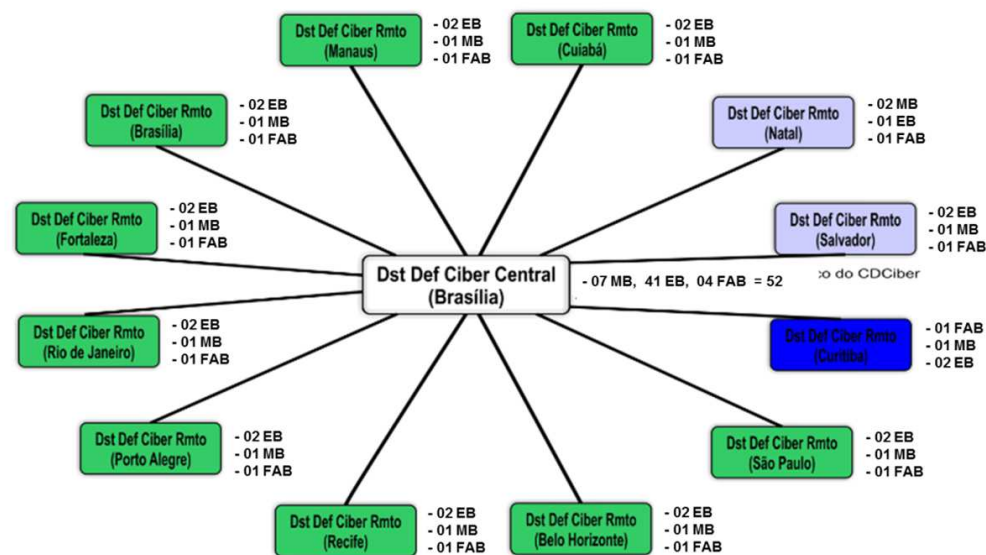 Dst Def Ciber Rmto
(Manaus)
- 02 EB
- 01 MB
- 01 FAB
Dst Def Ciber Rmto
(Cuiabá)
- 02 EB
- 01 MB
- 01 FAB
Dst Def Ciber Rmto
(Brasília)
- 02 EB
- 01 MB
- 01 FAB
Dst Def Ciber Rmto
(Natal)
- 02 MB
- 01 EB
- 01 FAB
Dst Def Ciber Rmto
(Fortaleza)
- 02 EB
- 01 MB
- 01 FAB
Dst Def Ciber Rmto
(Salvador)
- 02 EB
- 01 MB
- 01 FAB
do CDCiber
Dst Def Ciber Central
(Brasília)
- 07 MB, 41 EB, 04 FAB = 52
Dst Def Ciber Rmto
(Rio de Janeiro)
- 02 EB
- 01 MB
- 01 FAB
Dst Def Ciber Rmto
(Curitiba)
- 01 FAB
- 01 MB
- 02 EB
Dst Def Ciber Rmto
(Porto Alegre)
- 02 EB
- 01 MB
- 01 FAB
Dst Def Ciber Rmto
(São Paulo)
- 02 EB
- 01 MB
- 01 FAB
Dst Def Ciber Rmto
(Recife)
- 02 EB
- 01 MB
- 01 FAB
Dst Def Ciber Rmto
(Belo Horizonte)
- 02 EB
- 01 MB
- 01 FAB